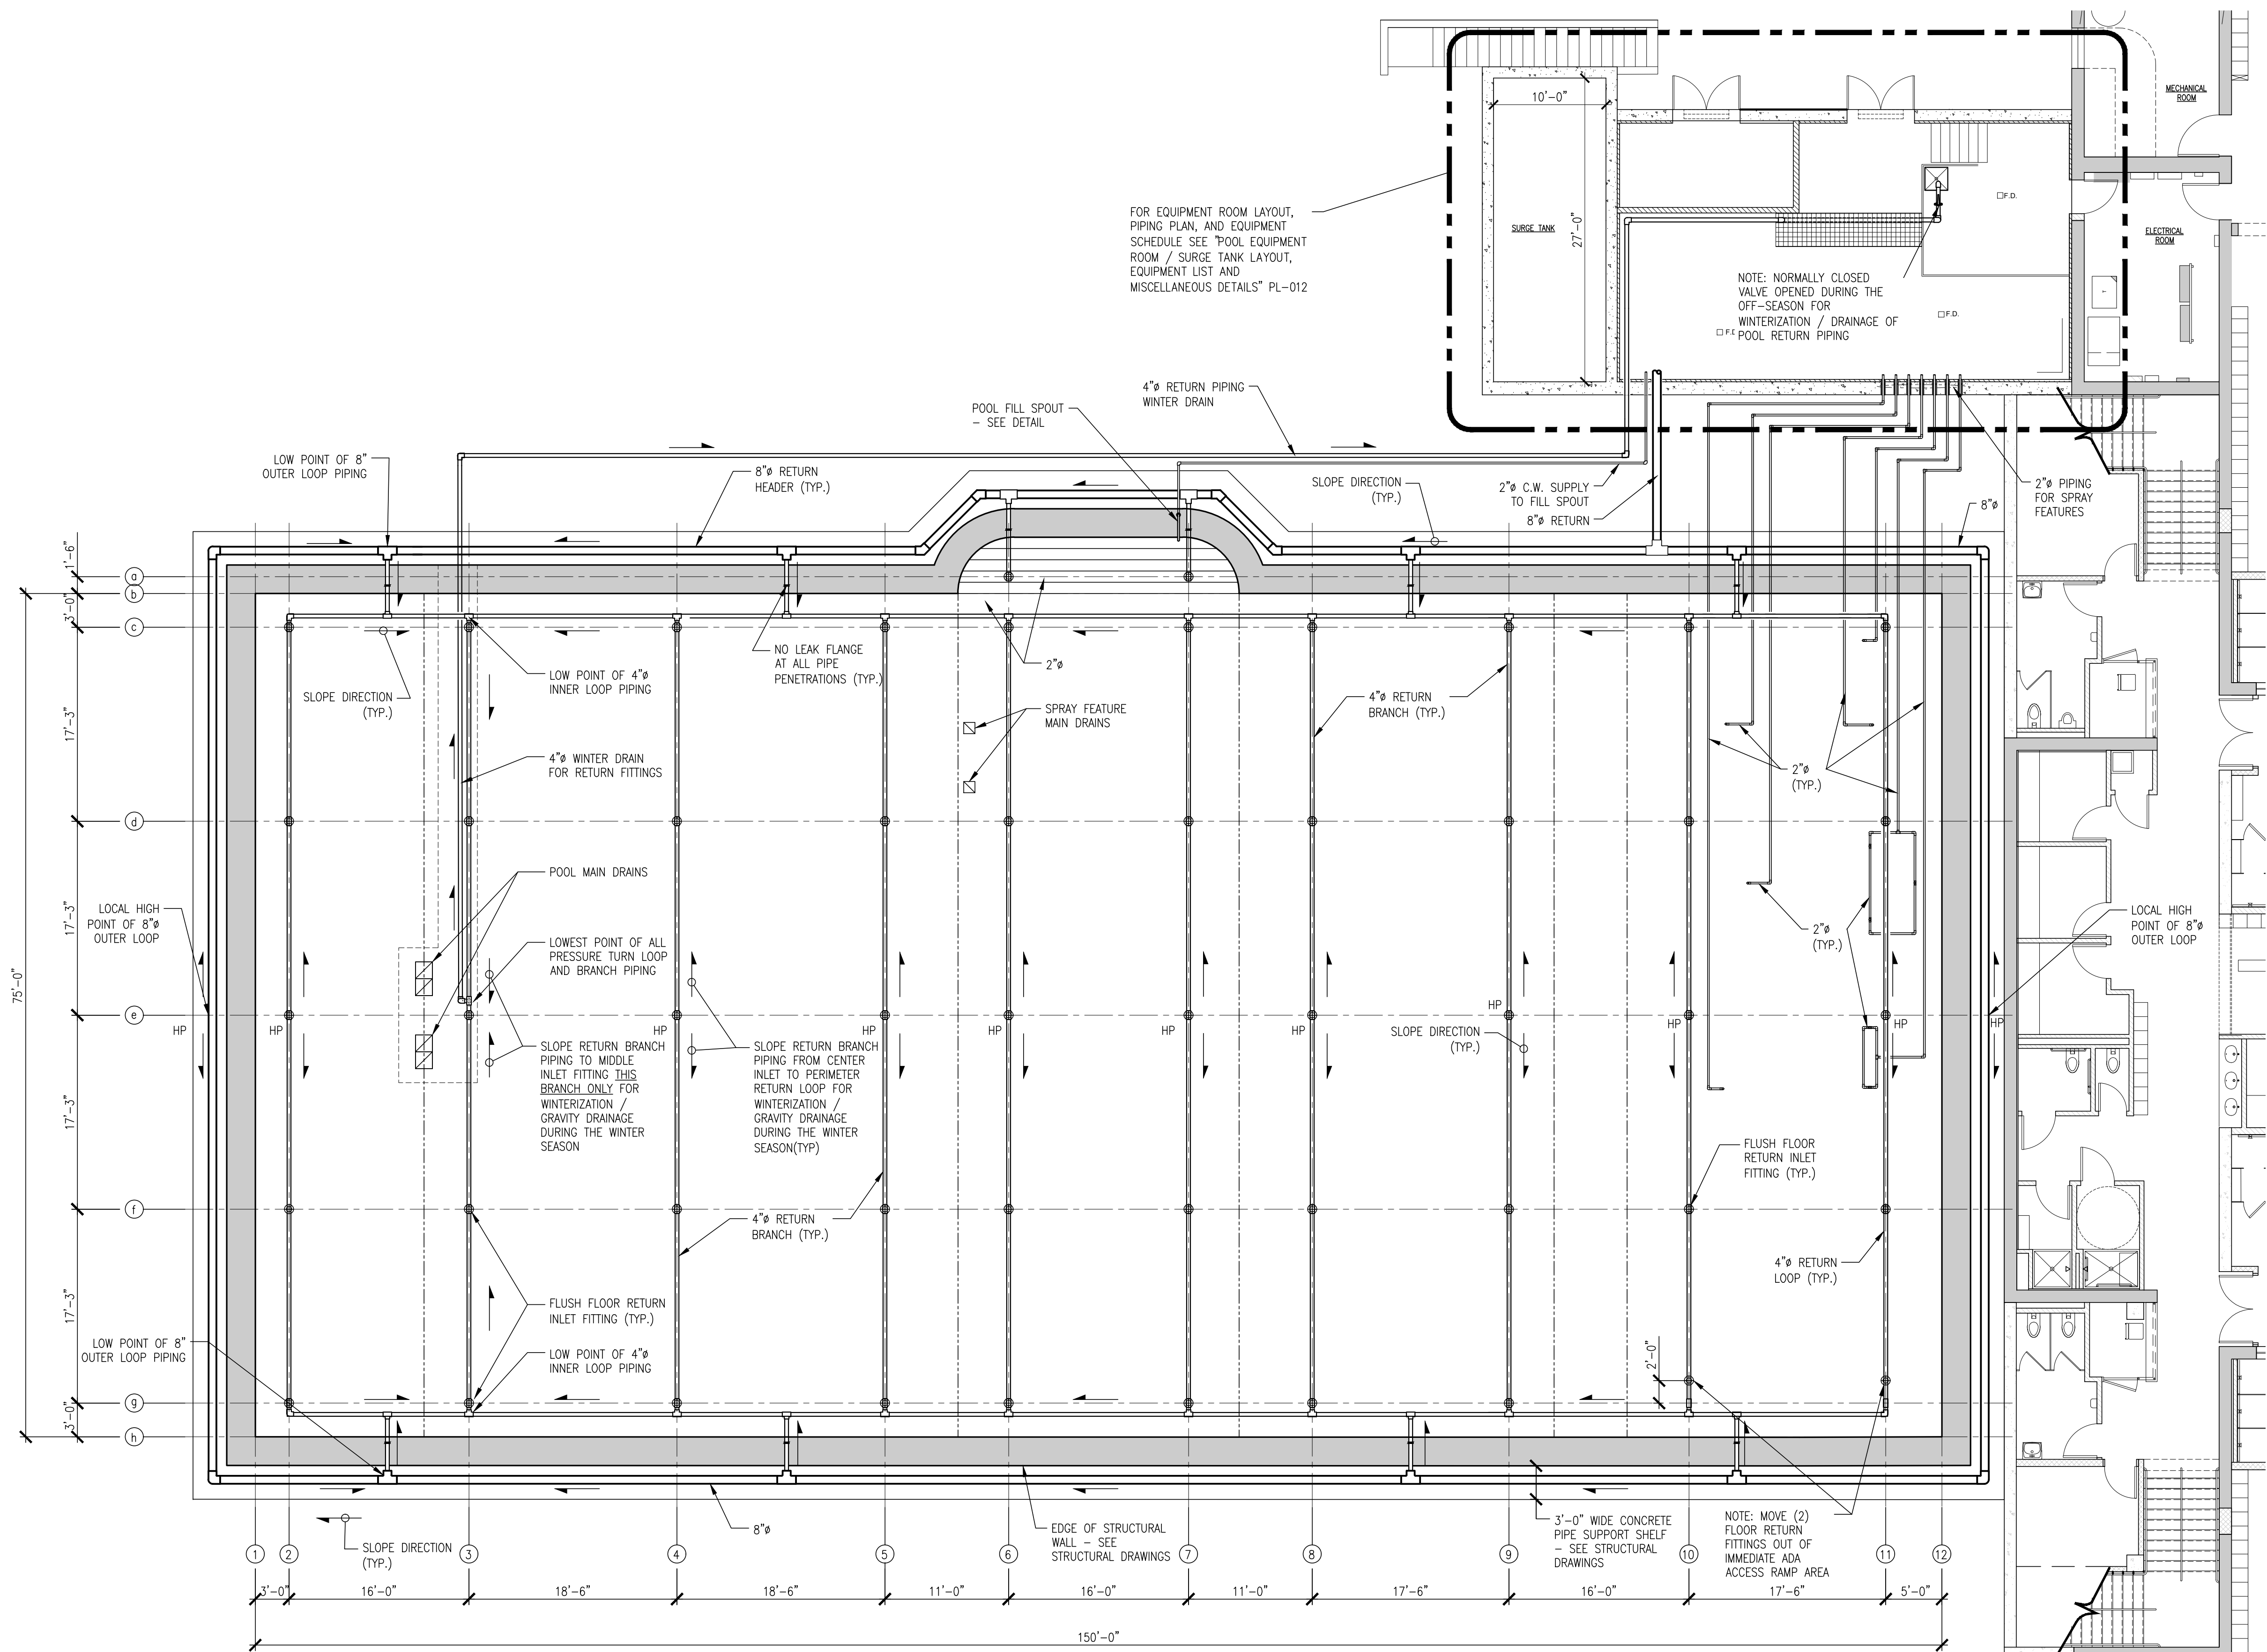 MECHANICAL
ROOM
10'-0"
SURGE TANK
27'-0"
F.D.
ELECTRICAL
ROOM
T
FOR EQUIPMENT ROOM LAYOUT,
PIPING PLAN, AND EQUIPMENT
SCHEDULE SEE "POOL EQUIPMENT
ROOM / SURGE TANK LAYOUT,
EQUIPMENT LIST AND
MISCELLANEOUS DETAILS" PL-012
NOTE: NORMALLY CLOSED
VALVE OPENED DURING THE
OFF-SEASON FOR
WINTERIZATION / DRAINAGE OF
POOL RETURN PIPING
F.D.
F.D
4"ø RETURN PIPING
WINTER DRAIN
POOL FILL SPOUT
- SEE DETAIL
LOW POINT OF 8"
OUTER LOOP PIPING
8"ø RETURN
HEADER (TYP.)
SLOPE DIRECTION
(TYP.)
2"ø C.W. SUPPLY
TO FILL SPOUT
8"ø RETURN
2"ø PIPING
FOR SPRAY
FEATURES
8"ø
1'-6"
a
b
3'-0"
c
NO LEAK FLANGE
AT ALL PIPE
PENETRATIONS (TYP.)
2"ø
LOW POINT OF 4"ø
INNER LOOP PIPING
SLOPE DIRECTION
(TYP.)
4"ø RETURN
BRANCH (TYP.)
SPRAY FEATURE
MAIN DRAINS
17'-3"
4"ø WINTER DRAIN
FOR RETURN FITTINGS
2"ø
(TYP.)
d
POOL MAIN DRAINS
17'-3"
LOCAL HIGH
POINT OF 8"ø
OUTER LOOP
LOWEST POINT OF ALL
PRESSURE TURN LOOP
AND BRANCH PIPING
2"ø
(TYP.)
LOCAL HIGH
POINT OF 8"ø
OUTER LOOP
75'-0"
e
HP
HP
HP
HP
HP
HP
HP
HP
HP
HP
HP
SLOPE RETURN BRANCH
PIPING TO MIDDLE
INLET FITTING THIS
BRANCH ONLY FOR
WINTERIZATION /
GRAVITY DRAINAGE
DURING THE WINTER
SEASON
SLOPE RETURN BRANCH
PIPING FROM CENTER
INLET TO PERIMETER
RETURN LOOP FOR
WINTERIZATION /
GRAVITY DRAINAGE
DURING THE WINTER
SEASON(TYP)
SLOPE DIRECTION
(TYP.)
17'-3"
FLUSH FLOOR
RETURN INLET
FITTING (TYP.)
f
4"ø RETURN
BRANCH (TYP.)
4"ø RETURN
LOOP (TYP.)
17'-3"
FLUSH FLOOR RETURN
INLET FITTING (TYP.)
LOW POINT OF 8"
OUTER LOOP PIPING
LOW POINT OF 4"ø
INNER LOOP PIPING
2'-0"
g
3'-0"
h
8"ø
SLOPE DIRECTION
(TYP.)
EDGE OF STRUCTURAL
WALL - SEE
STRUCTURAL DRAWINGS
3'-0" WIDE CONCRETE
PIPE SUPPORT SHELF
- SEE STRUCTURAL
DRAWINGS
NOTE: MOVE (2)
FLOOR RETURN
FITTINGS OUT OF
IMMEDIATE ADA
ACCESS RAMP AREA
1 2 3 4 5 6 7 8 9 10 11 12
3'-0" 16'-0" 18'-6" 18'-6" 11'-0" 16'-0" 11'-0" 17'-6" 16'-0" 17'-6" 5'-0"
150'-0"